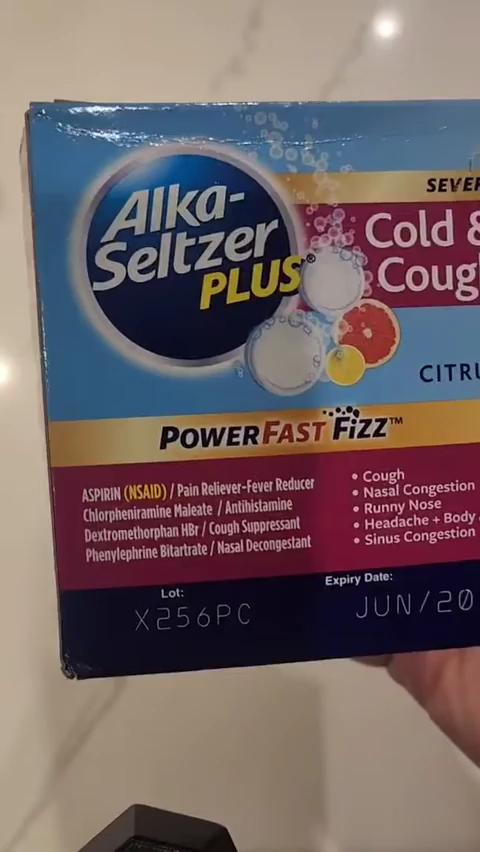 Alka-
Seltzer
PLUS®
SEVER
Cold &
Cough
CITRU
POWERFAST FIZZ™
ASPIRIN (NSAID) / Pain Reliever-Fever Reducer
Chlorpheniramine Maleate / Antihistamine
Dextromethorphan HBr / Cough Suppressant
Phenylephrine Bitartrate / Nasal Decongestant
• Cough
• Nasal Congestion
• Runny Nose
• Headache + Body
• Sinus Congestion
Lot:
X256PC
Expiry Date:
JUN/20